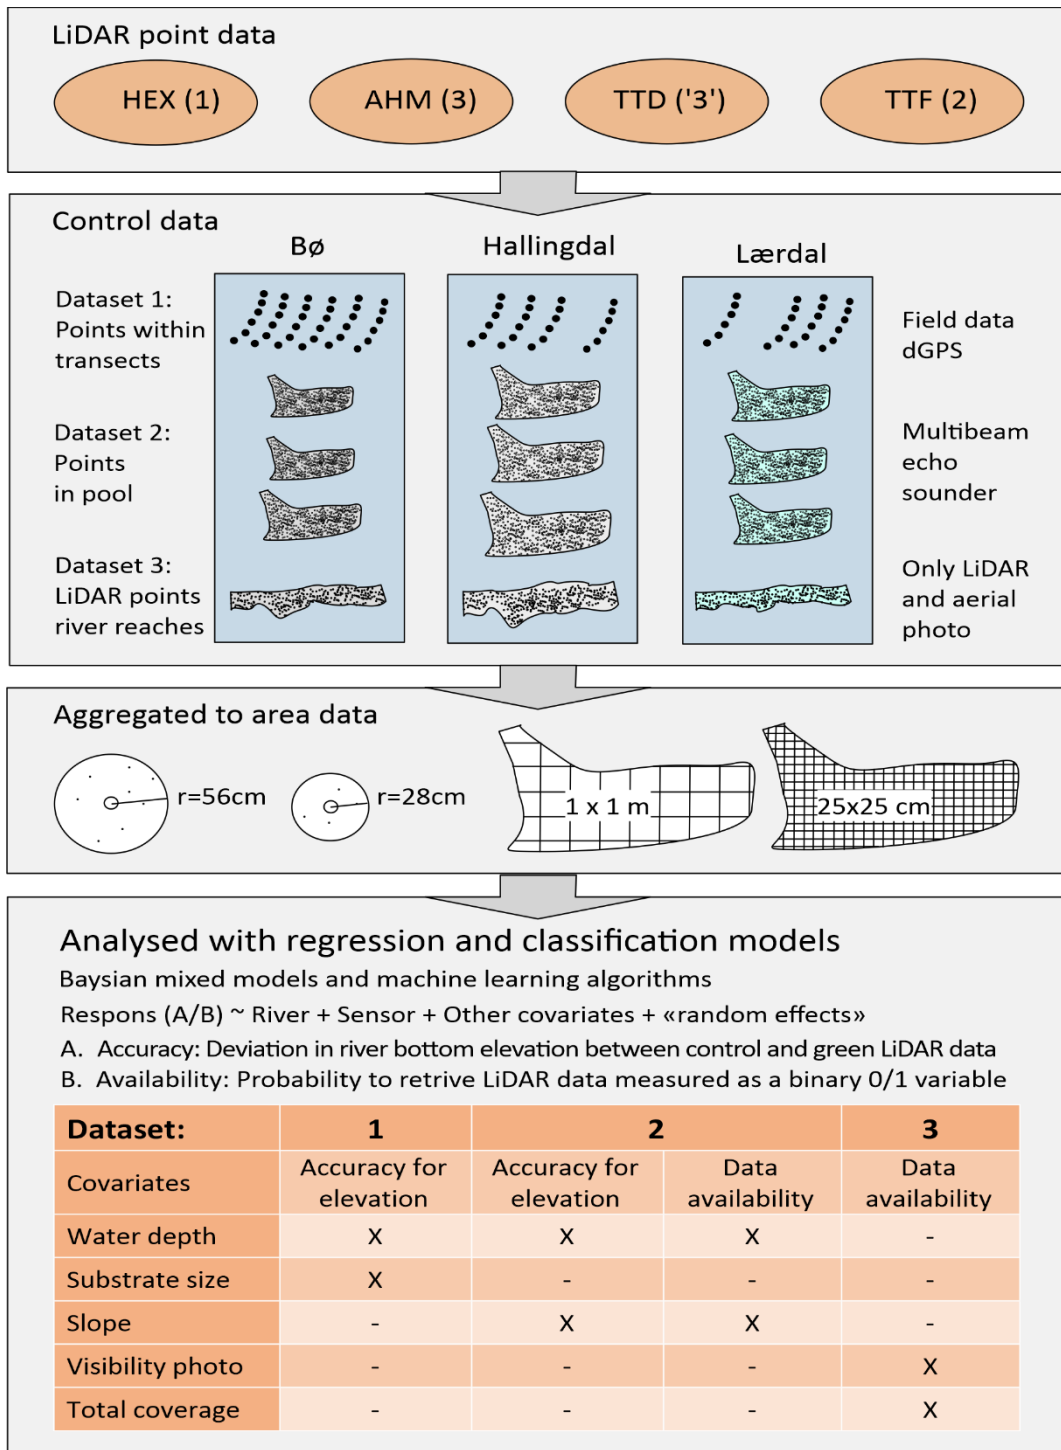 LiDAR point data
HEX (1)
AHM (3)
TTD ('3')
TTF (2)
Control data
Bø
Hallingdal
Lærdal
Dataset 1:
Points within
transects
Field data
dGPS
Dataset 2:
Points
in pool
Multibeam
echo
sounder
Dataset 3:
LiDAR points
river reaches
Only LiDAR
and aerial
photo
Aggregated to area data
r=56cm
r=28cm
1 x 1 m
25x25 cm
Analysed with regression and classification models
Baysian mixed models and machine learning algorithms
Respons (A/B) ~ River + Sensor + Other covariates + «random effects»
A. Accuracy: Deviation in river bottom elevation between control and green LiDAR data
B. Availability: Probability to retrive LiDAR data measured as a binary 0/1 variable
Dataset: 1 2 3
Covariates
Accuracy for
elevation
Accuracy for
elevation
Data
availability
Data
availability
Water depth X X X -
Substrate size X - - -
Slope - X X -
Visibility photo - - - X
Total coverage - - - X